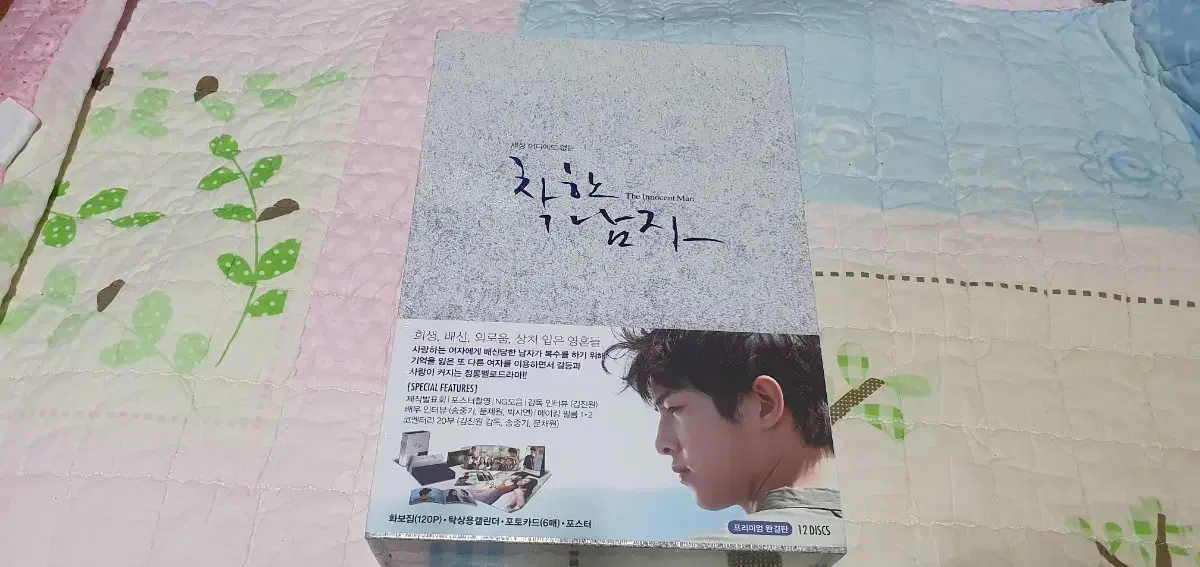 세상 어디에도 없는
착한
The Innocent Man
남자
희생, 배신, 외로움, 상처 입은 영혼들
사랑하는 여자에게 배신당한 남자가 복수를 하기 위해
기억을 잃은 또 다른 여자를 이용하면서 갈등과
사랑이 커지는 정통멜로드라마!!
[SPECIAL FEATURES]
제작발표회 | 포스터촬영 | NG모음 | 감독 인터뷰 (김진원)
배우 인터뷰 (송중기, 문채원, 박시연) | 메이킹 필름 1·2
코멘터리 20부 (김진원 감독, 송중기, 문채원)
화보집(120P)·탁상용캘린더·포토카드(6매)·포스터
프리미엄 완결판 12 DISCS